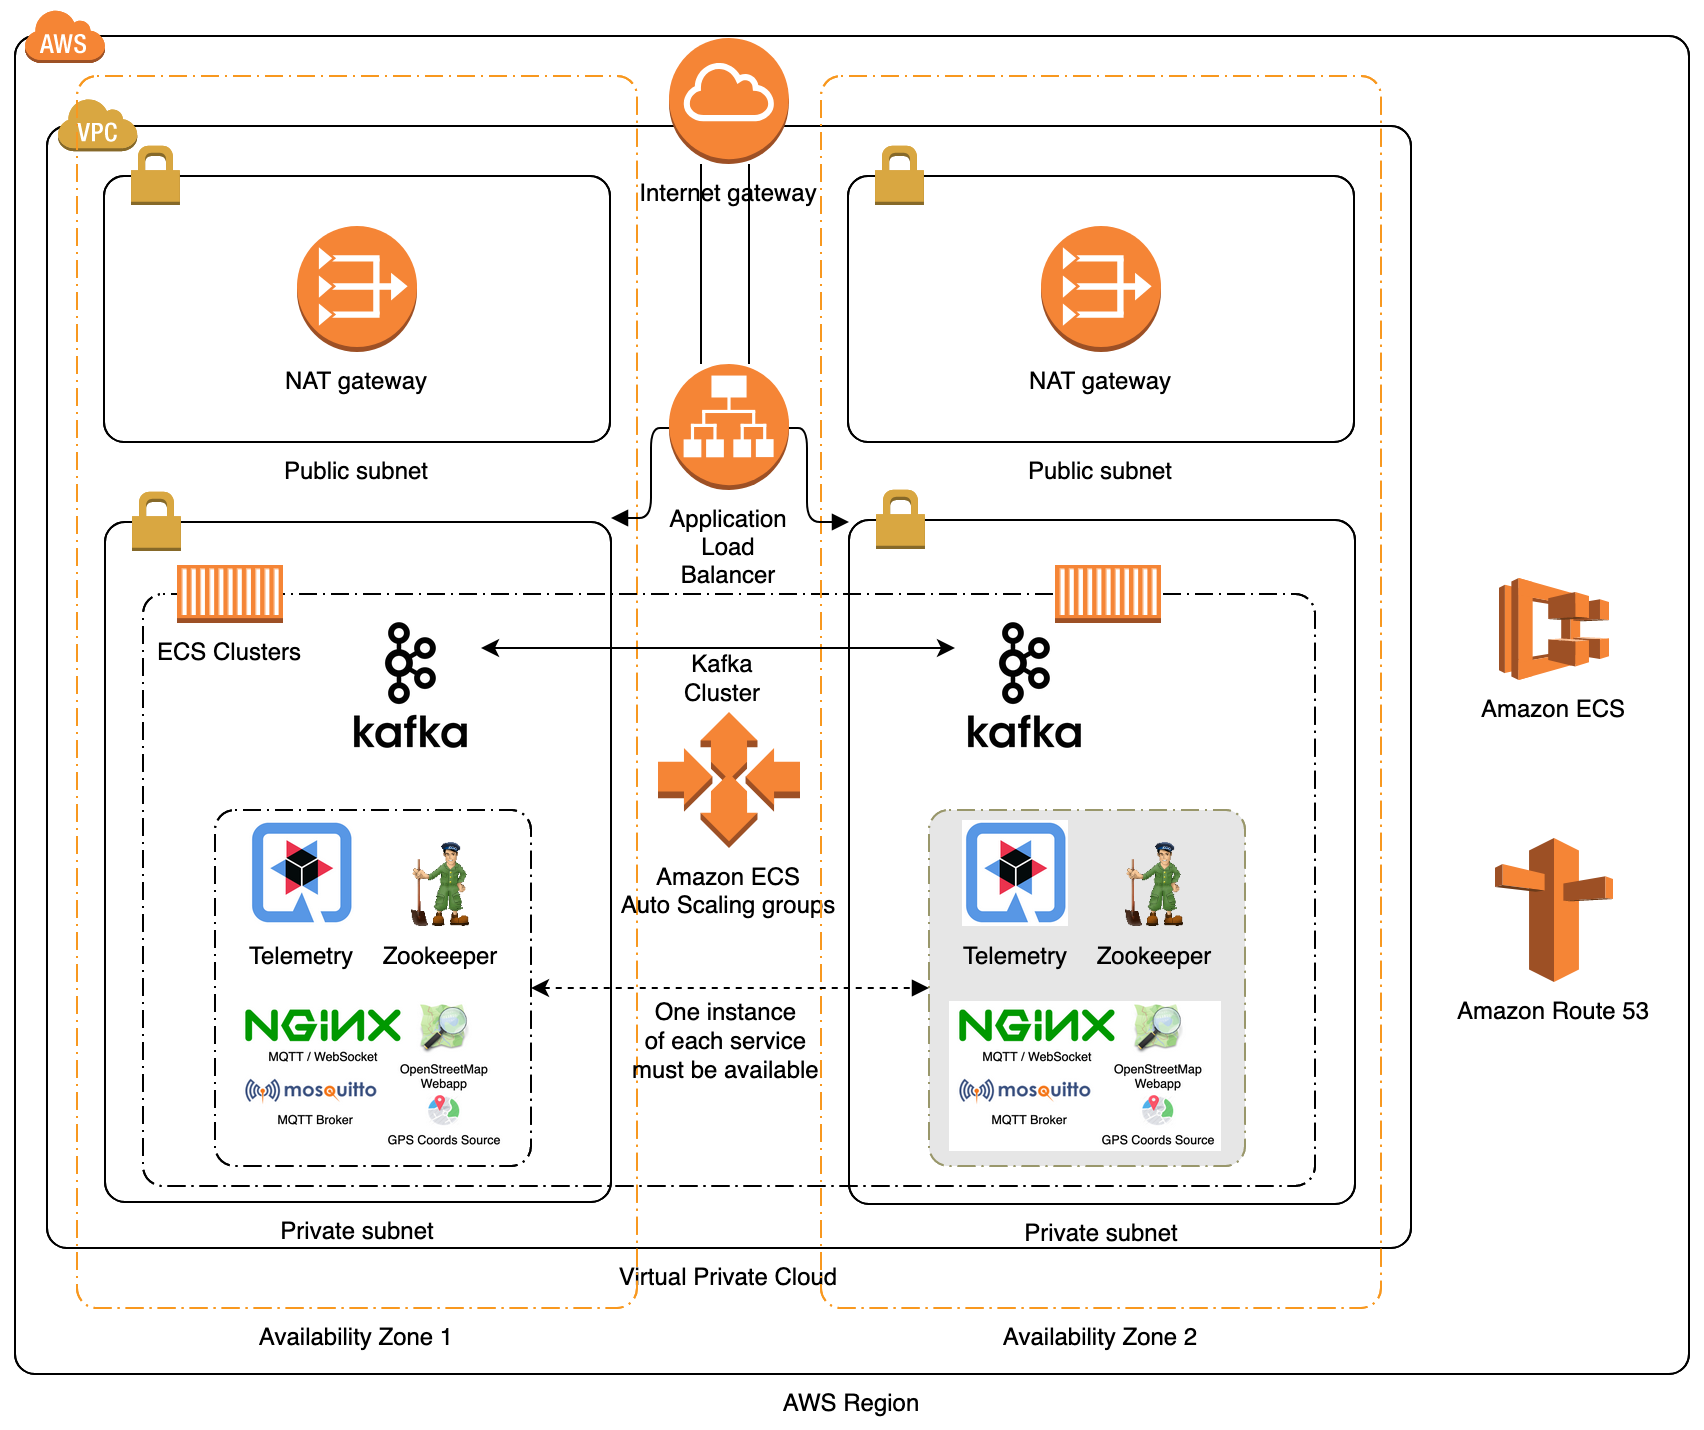 AWS
VPC
Internet gateway
NAT gateway
NAT gateway
Public subnet
Public subnet
Application
Load
Balancer
ECS Clusters
Kafka
Cluster
kafka
kafka
Amazon ECS
Amazon ECS
Auto Scaling groups
Telemetry
Zookeeper
Telemetry
Zookeeper
One instance
of each service
must be available
NGINX
MQTT / WebSocket
OpenStreetMap
Webapp
mosquitto
MQTT Broker
GPS Coords Source
NGINX
MQTT / WebSocket
OpenStreetMap
Webapp
mosquitto
MQTT Broker
GPS Coords Source
Amazon Route 53
Private subnet
Private subnet
Virtual Private Cloud
Availability Zone 1
Availability Zone 2
AWS Region